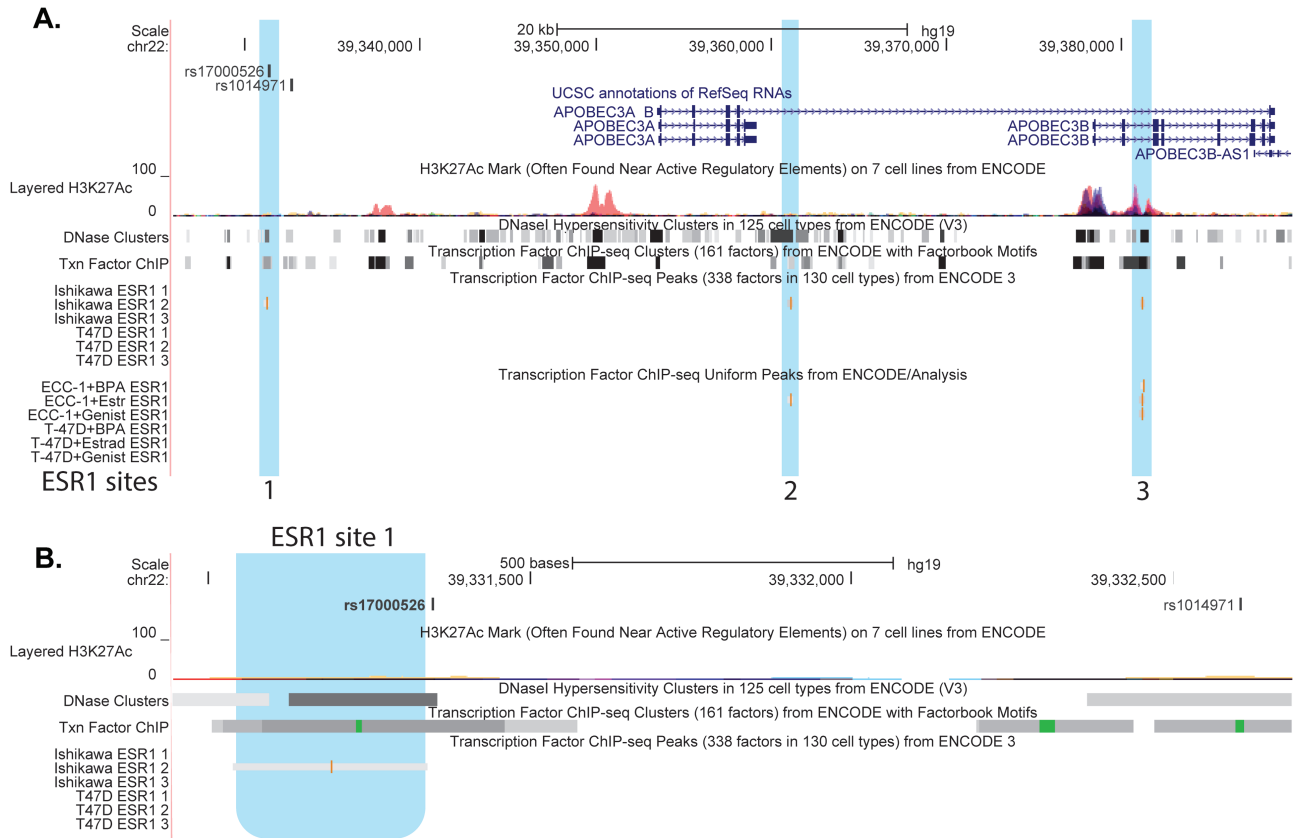 A.
Scale 20 kb hg19
chr22: 39,340,000 39,350,000 39,360,000 39,370,000 39,380,000
rs17000526
rs1014971
UCSC annotations of RefSeq RNAs
APOBEC3A_B
APOBEC3A APOBEC3B
APOBEC3A APOBEC3B
APOBEC3B-AS1
H3K27Ac Mark (Often Found Near Active Regulatory Elements) on 7 cell lines from ENCODE
100
Layered H3K27Ac
0
DNaseI Hypersensitivity Clusters in 125 cell types from ENCODE (V3)
DNase Clusters
Transcription Factor ChIP-seq Clusters (161 factors) from ENCODE with Factorbook Motifs
Txn Factor ChIP
Transcription Factor ChIP-seq Peaks (338 factors in 130 cell types) from ENCODE 3
Ishikawa ESR1 1
Ishikawa ESR1 2
Ishikawa ESR1 3
T47D ESR1 1
T47D ESR1 2
T47D ESR1 3
Transcription Factor ChIP-seq Uniform Peaks from ENCODE/Analysis
ECC-1+BPA ESR1
ECC-1+Estr ESR1
ECC-1+Genist ESR1
T-47D+BPA ESR1
T-47D+Estrad ESR1
T-47D+Genist ESR1
ESR1 sites 1 2 3
ESR1 site 1
B.
Scale 500 bases hg19
chr22: 39,331,500 39,332,000 39,332,500
rs17000526 rs1014971
H3K27Ac Mark (Often Found Near Active Regulatory Elements) on 7 cell lines from ENCODE
100
Layered H3K27Ac
0
DNaseI Hypersensitivity Clusters in 125 cell types from ENCODE (V3)
DNase Clusters
Transcription Factor ChIP-seq Clusters (161 factors) from ENCODE with Factorbook Motifs
Txn Factor ChIP
Transcription Factor ChIP-seq Peaks (338 factors in 130 cell types) from ENCODE 3
Ishikawa ESR1 1
Ishikawa ESR1 2
Ishikawa ESR1 3
T47D ESR1 1
T47D ESR1 2
T47D ESR1 3